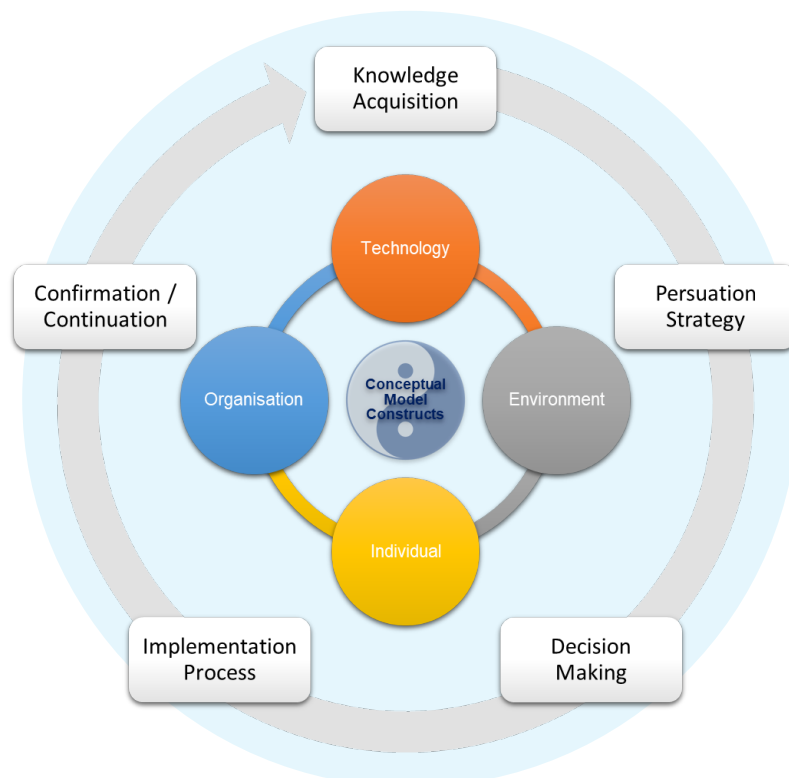 Knowledge
Acquisition
Technology
Confirmation /
Continuation
Persuation
Strategy
Organisation
Conceptual
Model
Constructs
Environment
Individual
Implementation
Process
Decision
Making